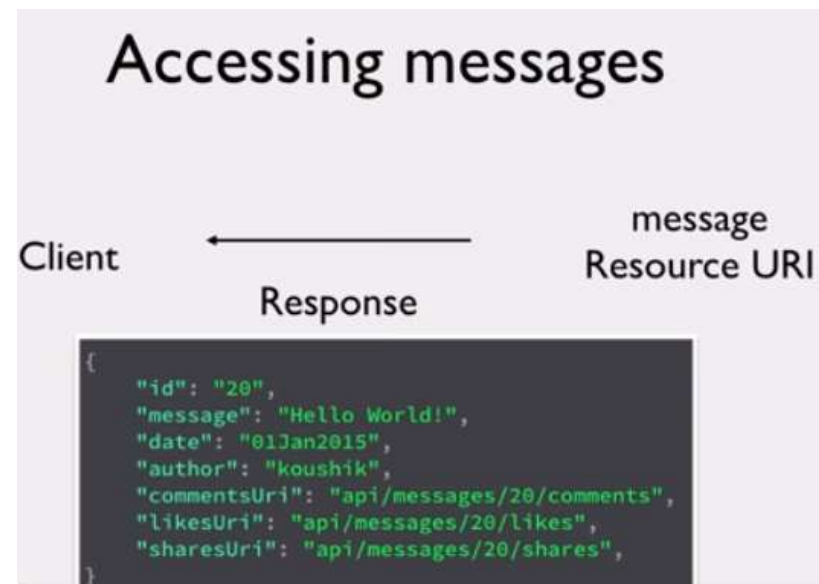 Accessing messages
Client
message
Resource URI
Response
{
"id": "20",
"message": "Hello World!",
"date": "01Jan2015",
"author": "koushik",
"commentsUri": "api/messages/20/comments",
"likesUri": "api/messages/20/likes",
"sharesUri": "api/messages/20/shares",
}